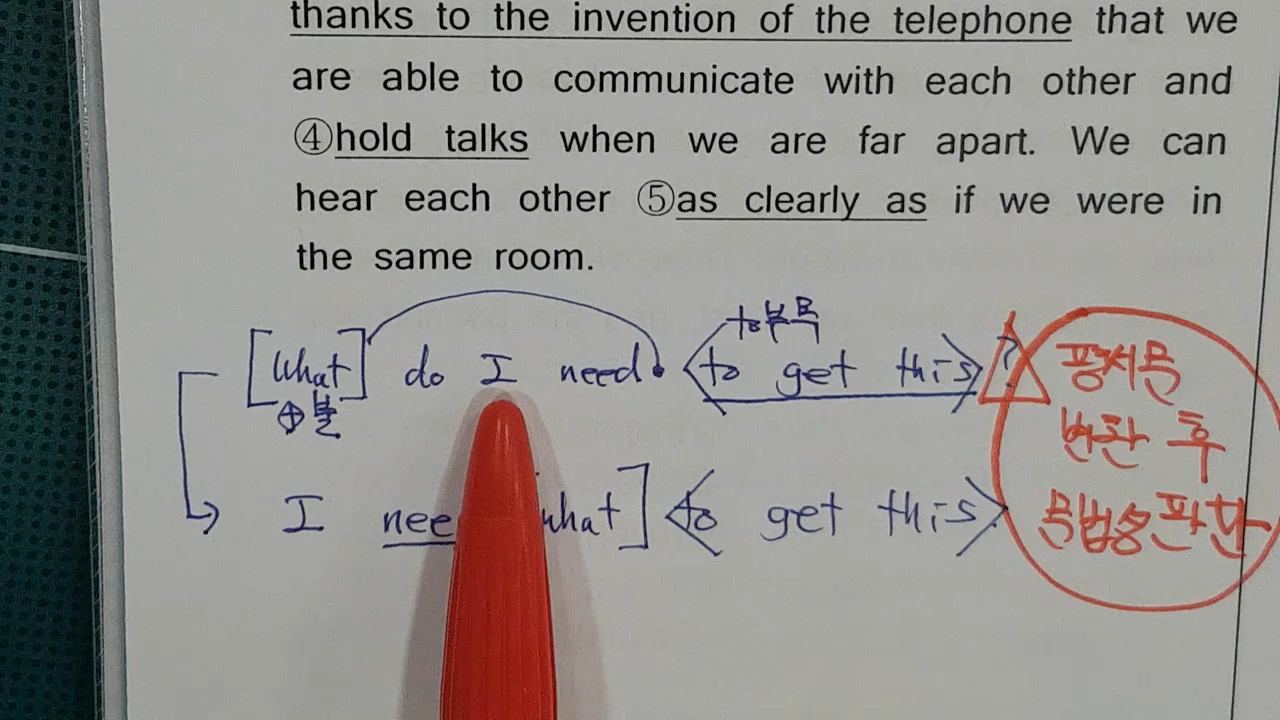 thanks to the invention of the telephone that we
are able to communicate with each other and
④hold talks when we are far apart. We can
hear each other ⑤as clearly as if we were in
the same room.
to부목
[What] do I need <to get this>?
I nee what] <to get this>
평서문
변환 후
문법성 판단